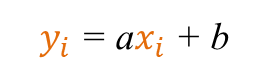 yᵢ = axᵢ + b